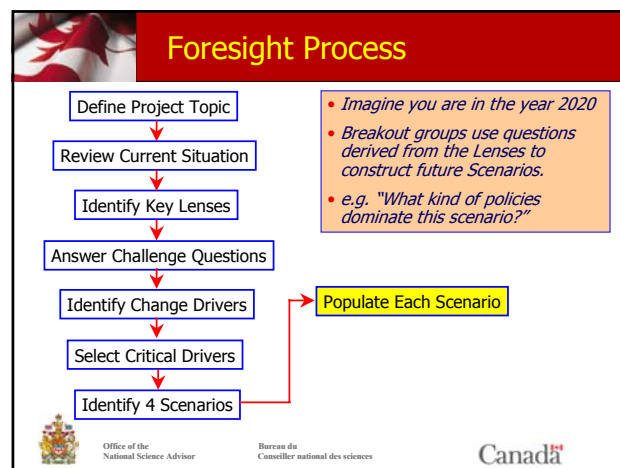 Foresight Process
Define Project Topic
Review Current Situation
Identify Key Lenses
Answer Challenge Questions
Identify Change Drivers
Select Critical Drivers
Identify 4 Scenarios
• Imagine you are in the year 2020
• Breakout groups use questions
derived from the Lenses to
construct future Scenarios.
• e.g. “What kind of policies
dominate this scenario?”
Populate Each Scenario
Office of the
National Science Advisor
Bureau du
Conseiller national des sciences
Canada